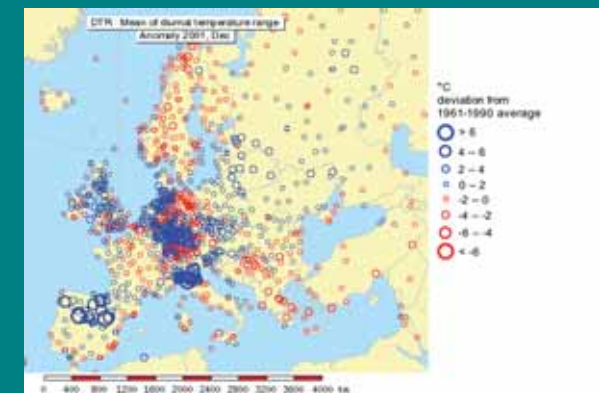 DTR Mean of diurnal temperature range
Anomaly 2001, Dec
°C
deviation from
1961-1990 average
> 6
4 – 6
2 – 4
0 – 2
-2 – 0
-4 – -2
-6 – -4
< -6
0 400 800 1200 1600 2000 2400 2800 3200 3600 4000 km